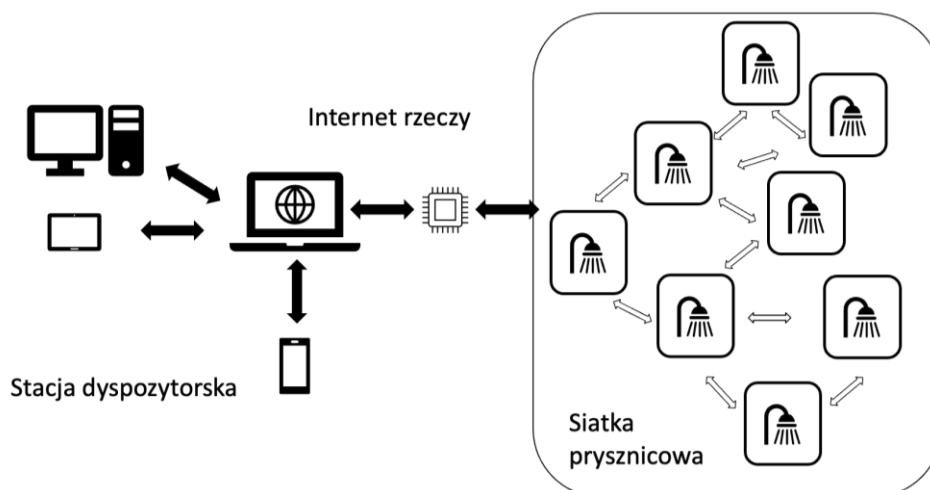 Internet rzeczy
Stacja dyspozytorska
Siatka
prysznicowa